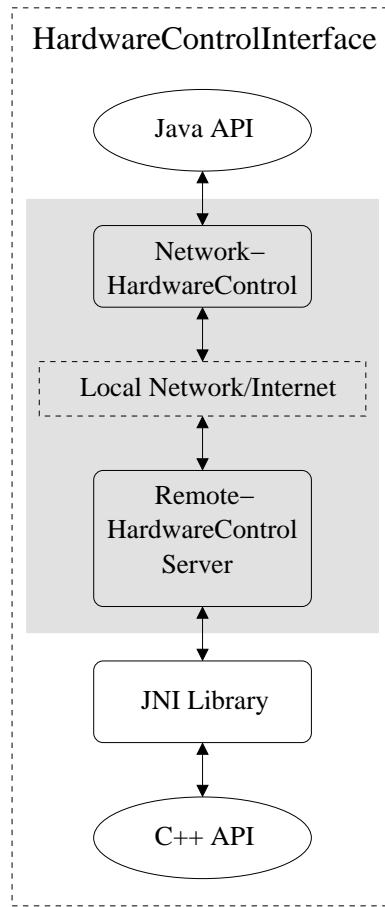 HardwareControlInterface
Java API
Network–
HardwareControl
Local Network/Internet
Remote–
HardwareControl
Server
JNI Library
C++ API